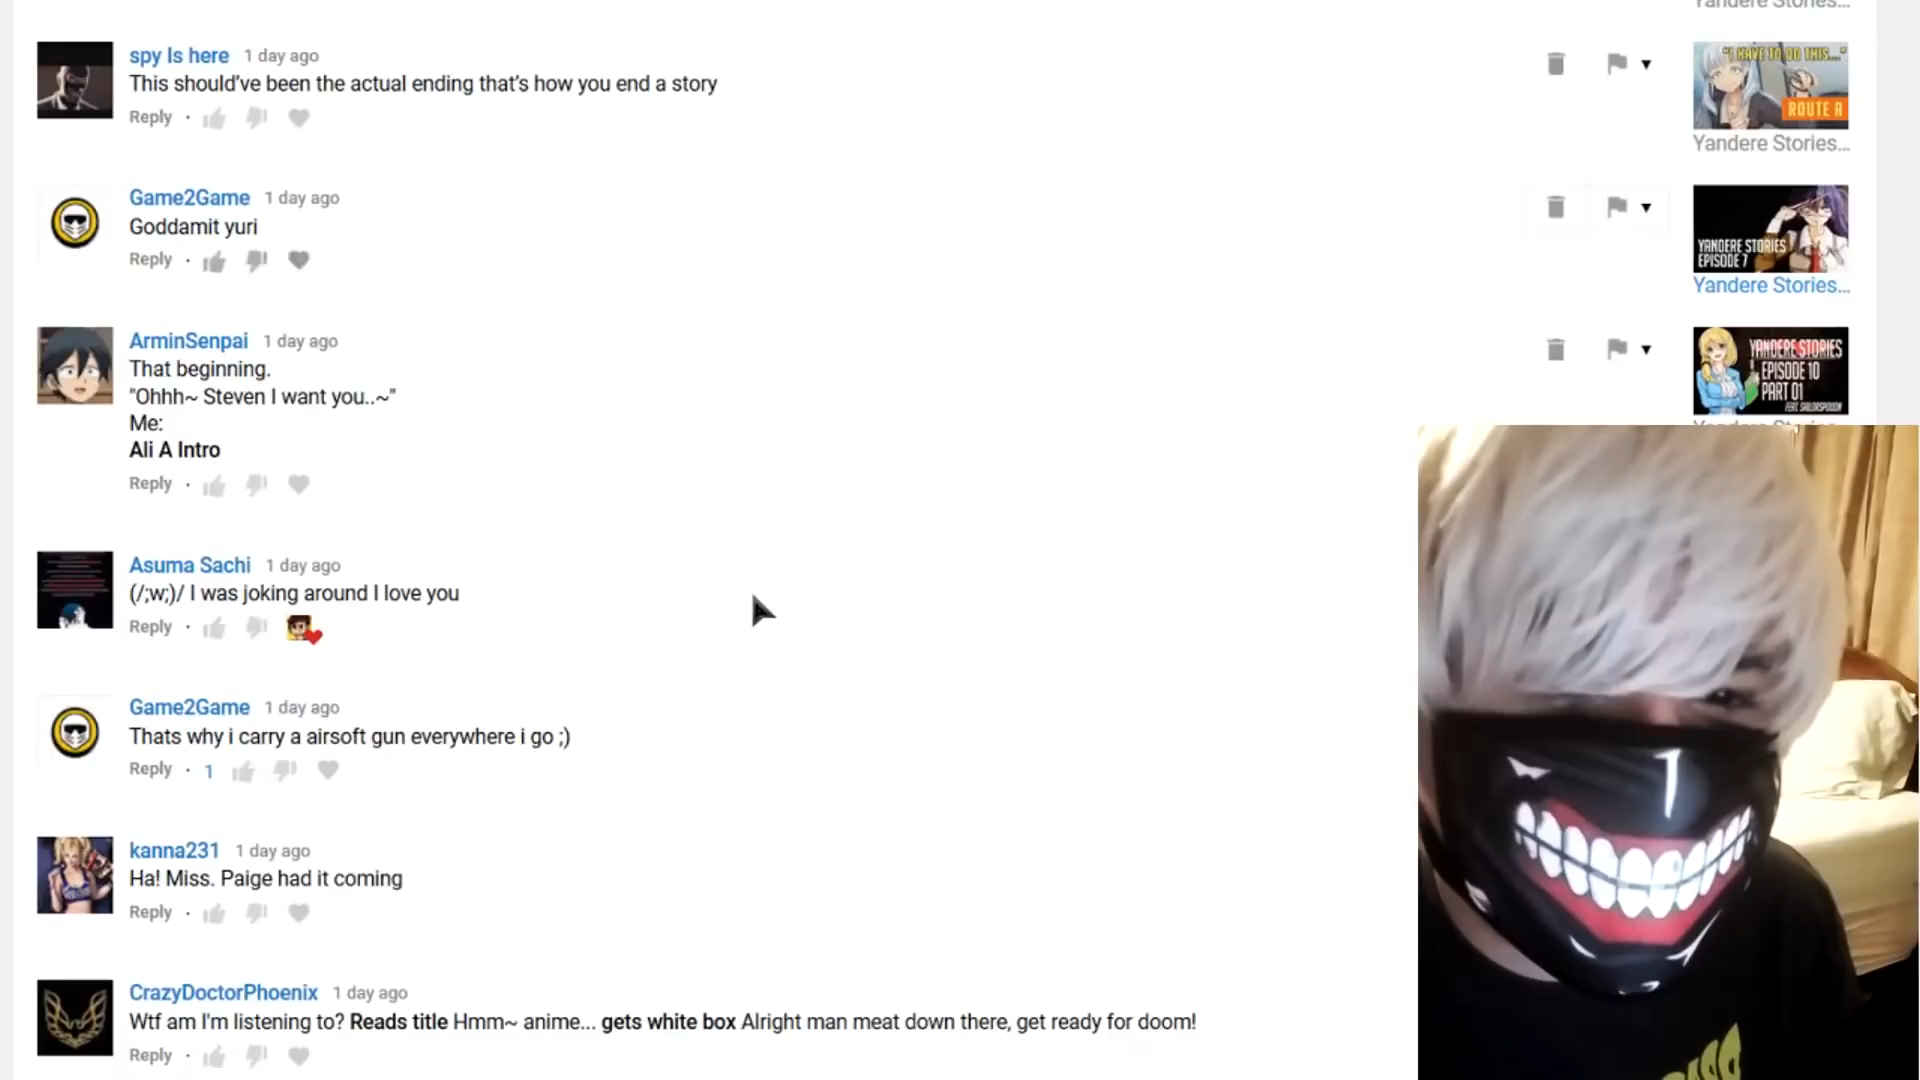 Yandere Stories...
spy Is here 1 day ago
This should've been the actual ending that's how you end a story
Reply
"I HAVE TO DO THIS..."
ROUTE A
Yandere Stories...
Game2Game 1 day ago
Goddamit yuri
Reply
YANDERE STORIES
EPISODE 7
Yandere Stories...
ArminSenpai 1 day ago
That beginning.
"Ohhh~ Steven I want you..~"
Me:
Ali A Intro
Reply
YANDERE STORIES
EPISODE 10
PART 01
Asuma Sachi 1 day ago
(/;w;)/ I was joking around I love you
Reply
Game2Game 1 day ago
Thats why i carry a airsoft gun everywhere i go ;)
Reply · 1
kanna231 1 day ago
Ha! Miss. Paige had it coming
Reply
CrazyDoctorPhoenix 1 day ago
Wtf am I'm listening to? Reads title Hmm~ anime... gets white box Alright man meat down there, get ready for doom!
Reply